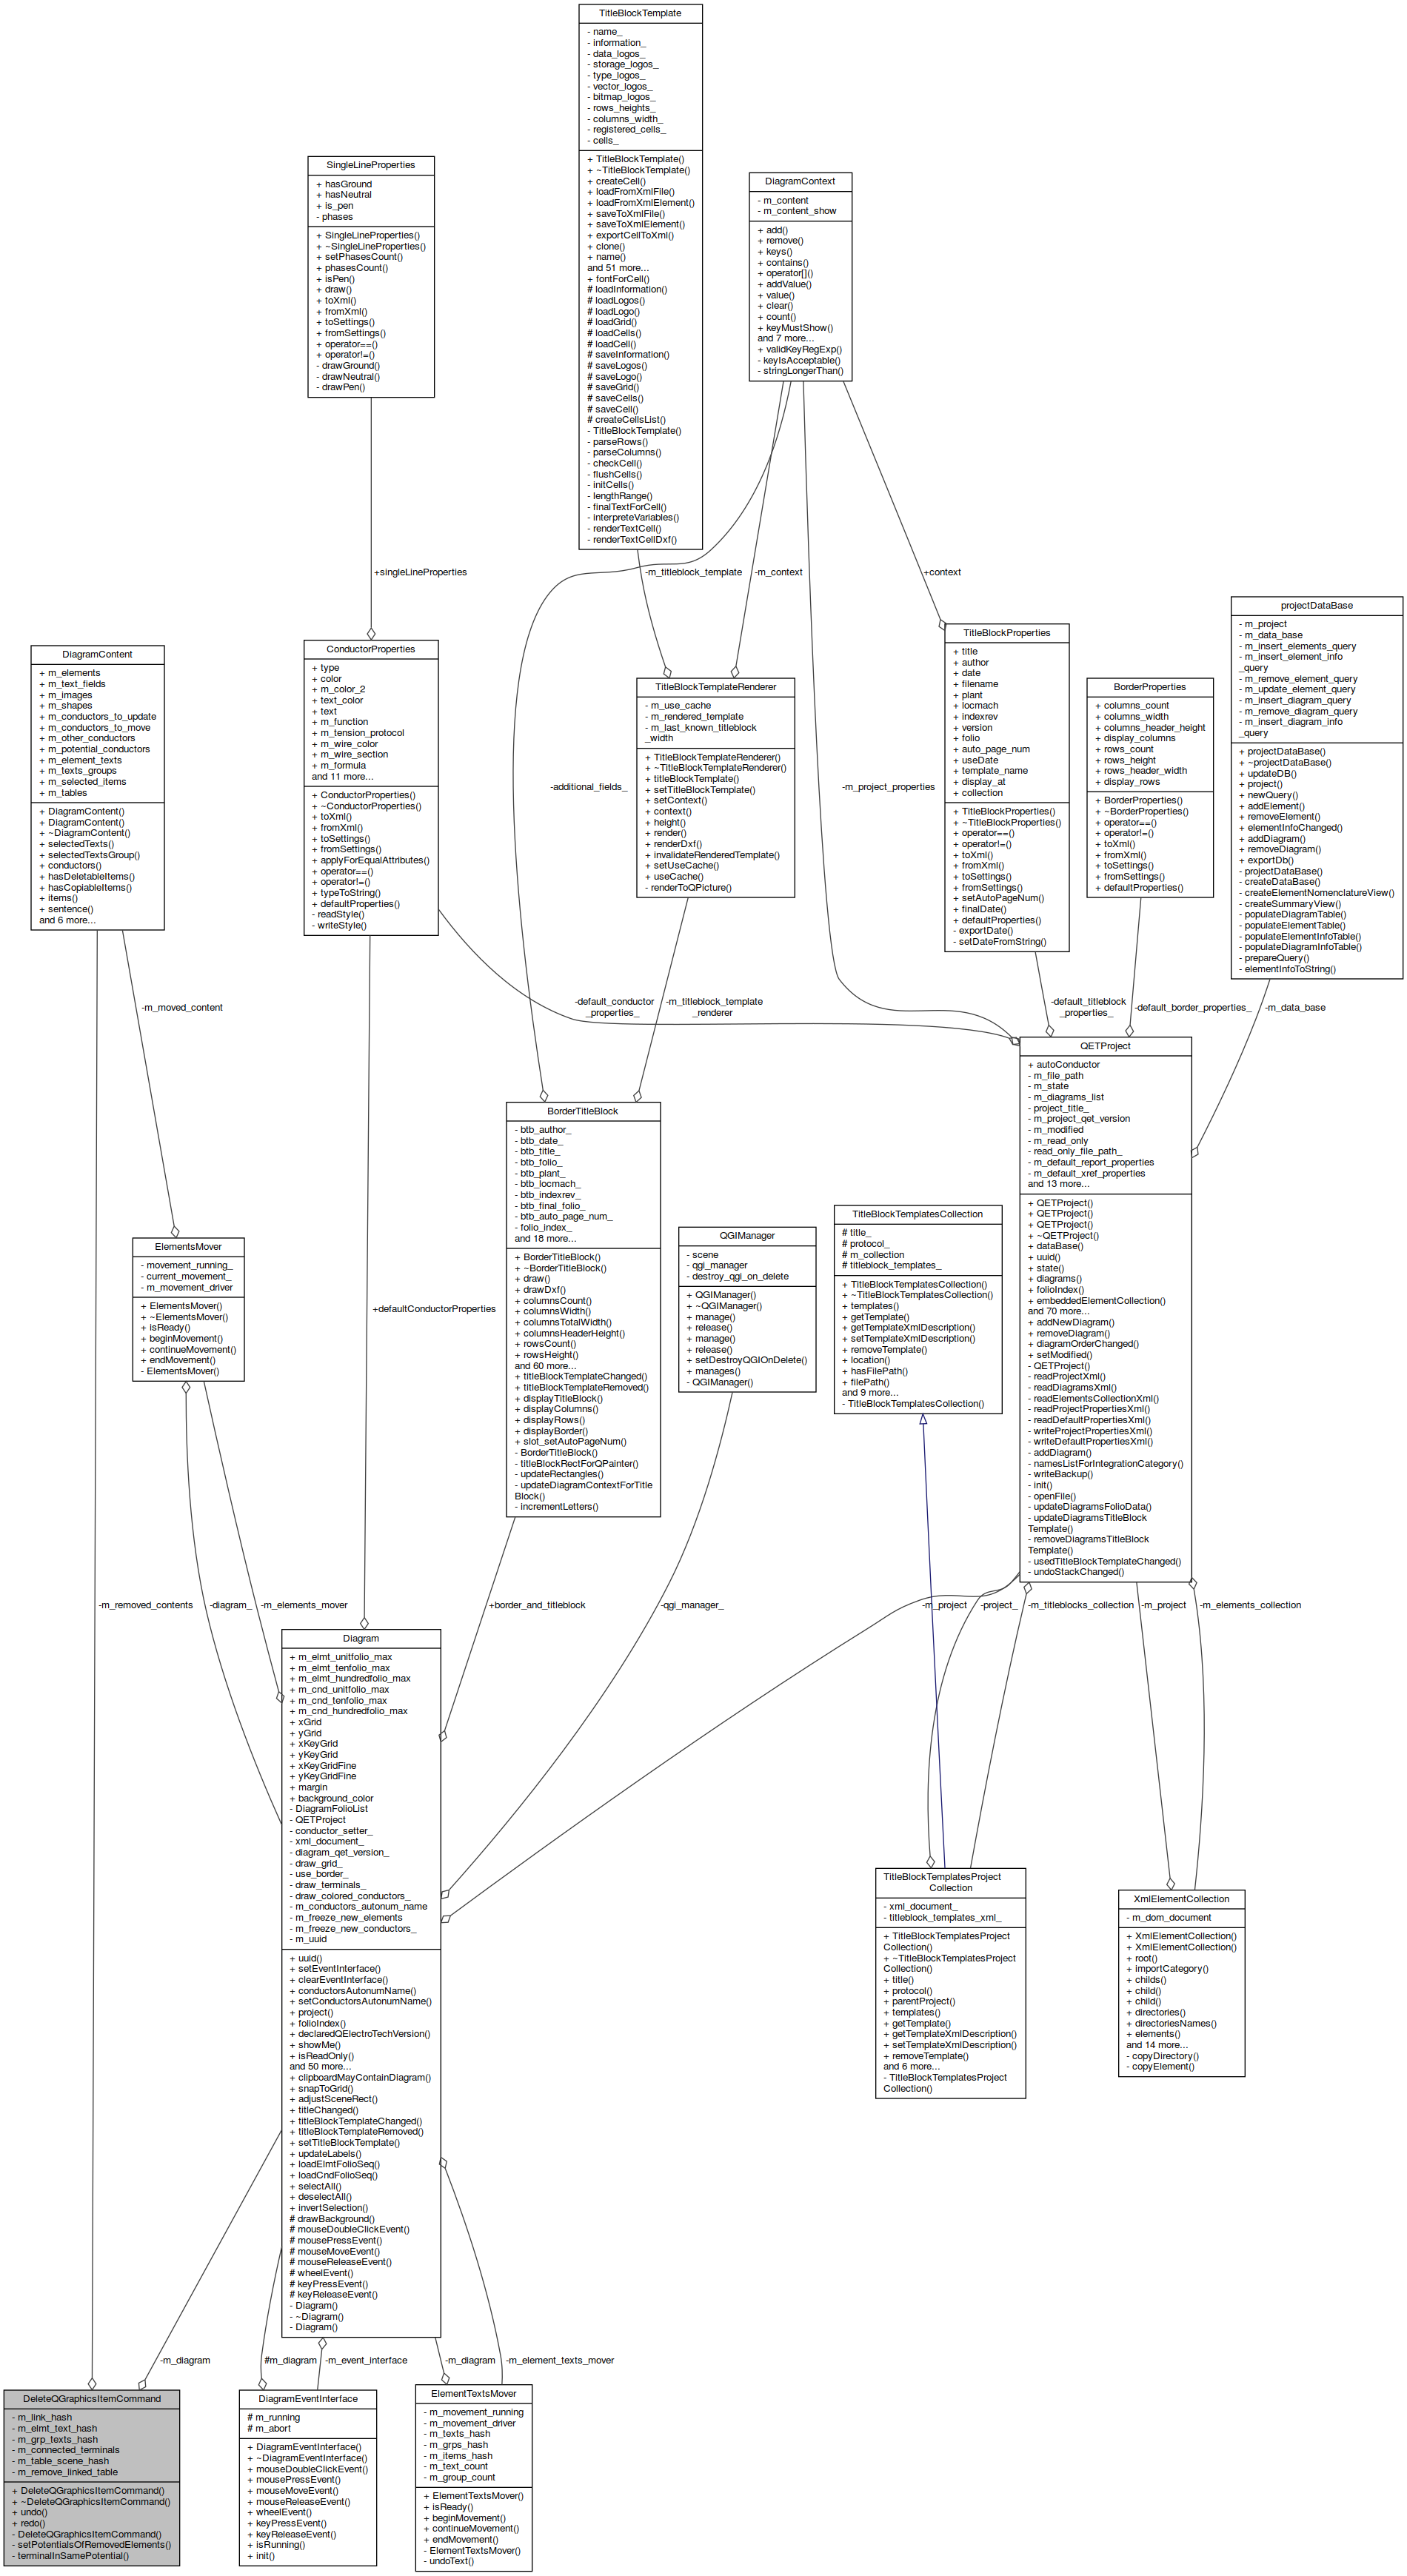 TitleBlockTemplate
- name_
- information_
- data_logos_
- storage_logos_
- type_logos_
- vector_logos_
- bitmap_logos_
- rows_heights_
- columns_width_
- registered_cells_
- cells_
+ TitleBlockTemplate()
+ ~TitleBlockTemplate()
+ createCell()
+ loadFromXmlFile()
+ loadFromXmlElement()
+ saveToXmlFile()
+ saveToXmlElement()
+ exportCellToXml()
+ clone()
+ name()
and 51 more...
+ fontForCell()
# loadInformation()
# loadLogos()
# loadLogo()
# loadGrid()
# loadCells()
# loadCell()
# saveInformation()
# saveLogos()
# saveLogo()
# saveGrid()
# saveCells()
# saveCell()
# createCellsList()
- TitleBlockTemplate()
- parseRows()
- parseColumns()
- checkCell()
- flushCells()
- initCells()
- lengthRange()
- finalTextForCell()
- interpreteVariables()
- renderTextCell()
- renderTextCellDxf()
SingleLineProperties
+ hasGround
+ hasNeutral
+ is_pen
- phases
+ SingleLineProperties()
+ ~SingleLineProperties()
+ setPhasesCount()
+ phasesCount()
+ isPen()
+ draw()
+ toXml()
+ fromXml()
+ toSettings()
+ fromSettings()
+ operator==()
+ operator!=()
- drawGround()
- drawNeutral()
- drawPen()
DiagramContext
- m_content
- m_content_show
+ add()
+ remove()
+ keys()
+ contains()
+ operator[]()
+ addValue()
+ value()
+ clear()
+ count()
+ keyMustShow()
and 7 more...
+ validKeyRegExp()
- keyIsAcceptable()
- stringLongerThan()
+singleLineProperties
-m_titleblock_template
-m_context
+context
DiagramContent
+ m_elements
+ m_text_fields
+ m_images
+ m_shapes
+ m_conductors_to_update
+ m_conductors_to_move
+ m_other_conductors
+ m_potential_conductors
+ m_element_texts
+ m_texts_groups
+ m_selected_items
+ m_tables
+ DiagramContent()
+ DiagramContent()
+ ~DiagramContent()
+ selectedTexts()
+ selectedTextsGroup()
+ conductors()
+ hasDeletableItems()
+ hasCopiableItems()
+ items()
+ sentence()
and 6 more...
ConductorProperties
+ type
+ color
+ m_color_2
+ text_color
+ text
+ m_function
+ m_tension_protocol
+ m_wire_color
+ m_wire_section
+ m_formula
and 11 more...
+ ConductorProperties()
+ ~ConductorProperties()
+ toXml()
+ fromXml()
+ toSettings()
+ fromSettings()
+ applyForEqualAttributes()
+ operator==()
+ operator!=()
+ typeToString()
+ defaultProperties()
- readStyle()
- writeStyle()
TitleBlockTemplateRenderer
- m_use_cache
- m_rendered_template
- m_last_known_titleblock
_width
+ TitleBlockTemplateRenderer()
+ ~TitleBlockTemplateRenderer()
+ titleBlockTemplate()
+ setTitleBlockTemplate()
+ setContext()
+ context()
+ height()
+ render()
+ renderDxf()
+ invalidateRenderedTemplate()
+ setUseCache()
+ useCache()
- renderToQPicture()
TitleBlockProperties
+ title
+ author
+ date
+ filename
+ plant
+ locmach
+ indexrev
+ version
+ folio
+ auto_page_num
+ useDate
+ template_name
+ display_at
+ collection
+ TitleBlockProperties()
+ ~TitleBlockProperties()
+ operator==()
+ operator!=()
+ toXml()
+ fromXml()
+ toSettings()
+ fromSettings()
+ setAutoPageNum()
+ finalDate()
+ defaultProperties()
- exportDate()
- setDateFromString()
BorderProperties
+ columns_count
+ columns_width
+ columns_header_height
+ display_columns
+ rows_count
+ rows_height
+ rows_header_width
+ display_rows
+ BorderProperties()
+ ~BorderProperties()
+ operator==()
+ operator!=()
+ toXml()
+ fromXml()
+ toSettings()
+ fromSettings()
+ defaultProperties()
projectDataBase
- m_project
- m_data_base
- m_insert_elements_query
- m_insert_element_info
_query
- m_remove_element_query
- m_update_element_query
- m_insert_diagram_query
- m_remove_diagram_query
- m_insert_diagram_info
_query
+ projectDataBase()
+ ~projectDataBase()
+ updateDB()
+ project()
+ newQuery()
+ addElement()
+ removeElement()
+ elementInfoChanged()
+ addDiagram()
+ removeDiagram()
+ exportDb()
- projectDataBase()
- createDataBase()
- createElementNomenclatureView()
- createSummaryView()
- populateDiagramTable()
- populateElementTable()
- populateElementInfoTable()
- populateDiagramInfoTable()
- prepareQuery()
- elementInfoToString()
-additional_fields_
-m_project_properties
-m_moved_content
-default_conductor
_properties_
-m_titleblock_template
_renderer
-default_titleblock
_properties_
-default_border_properties_
-m_data_base
QETProject
+ autoConductor
- m_file_path
- m_state
- m_diagrams_list
- project_title_
- m_project_qet_version
- m_modified
- m_read_only
- read_only_file_path_
- m_default_report_properties
- m_default_xref_properties
and 13 more...
+ QETProject()
+ QETProject()
+ QETProject()
+ ~QETProject()
+ dataBase()
+ uuid()
+ state()
+ diagrams()
+ folioIndex()
+ embeddedElementCollection()
and 70 more...
+ addNewDiagram()
+ removeDiagram()
+ diagramOrderChanged()
+ setModified()
- QETProject()
- readProjectXml()
- readDiagramsXml()
- readElementsCollectionXml()
- readProjectPropertiesXml()
- readDefaultPropertiesXml()
- writeProjectPropertiesXml()
- writeDefaultPropertiesXml()
- addDiagram()
- namesListForIntegrationCategory()
- writeBackup()
- init()
- openFile()
- updateDiagramsFolioData()
- updateDiagramsTitleBlock
Template()
- removeDiagramsTitleBlock
Template()
- usedTitleBlockTemplateChanged()
- undoStackChanged()
BorderTitleBlock
- btb_author_
- btb_date_
- btb_title_
- btb_folio_
- btb_plant_
- btb_locmach_
- btb_indexrev_
- btb_final_folio_
- btb_auto_page_num_
- folio_index_
and 18 more...
+ BorderTitleBlock()
+ ~BorderTitleBlock()
+ draw()
+ drawDxf()
+ columnsCount()
+ columnsWidth()
+ columnsTotalWidth()
+ columnsHeaderHeight()
+ rowsCount()
+ rowsHeight()
and 60 more...
+ titleBlockTemplateChanged()
+ titleBlockTemplateRemoved()
+ displayTitleBlock()
+ displayColumns()
+ displayRows()
+ displayBorder()
+ slot_setAutoPageNum()
- BorderTitleBlock()
- titleBlockRectForQPainter()
- updateRectangles()
- updateDiagramContextForTitle
Block()
- incrementLetters()
ElementsMover
- movement_running_
- current_movement_
- m_movement_driver
+ ElementsMover()
+ ~ElementsMover()
+ isReady()
+ beginMovement()
+ continueMovement()
+ endMovement()
- ElementsMover()
QGIManager
- scene
- qgi_manager
- destroy_qgi_on_delete
+ QGIManager()
+ ~QGIManager()
+ manage()
+ release()
+ manage()
+ release()
+ setDestroyQGIOnDelete()
+ manages()
- QGIManager()
TitleBlockTemplatesCollection
# title_
# protocol_
# m_collection
# titleblock_templates_
+ TitleBlockTemplatesCollection()
+ ~TitleBlockTemplatesCollection()
+ templates()
+ getTemplate()
+ getTemplateXmlDescription()
+ setTemplateXmlDescription()
+ removeTemplate()
+ location()
+ hasFilePath()
+ filePath()
and 9 more...
- TitleBlockTemplatesCollection()
+defaultConductorProperties
-m_removed_contents
-diagram_
-m_elements_mover
+border_and_titleblock
-qgi_manager_
-m_project
-project_
-m_titleblocks_collection
-m_project
-m_elements_collection
Diagram
+ m_elmt_unitfolio_max
+ m_elmt_tenfolio_max
+ m_elmt_hundredfolio_max
+ m_cnd_unitfolio_max
+ m_cnd_tenfolio_max
+ m_cnd_hundredfolio_max
+ xGrid
+ yGrid
+ xKeyGrid
+ yKeyGrid
+ xKeyGridFine
+ yKeyGridFine
+ margin
+ background_color
- DiagramFolioList
- QETProject
- conductor_setter_
- xml_document_
- diagram_qet_version_
- draw_grid_
- use_border_
- draw_terminals_
- draw_colored_conductors_
- m_conductors_autonum_name
- m_freeze_new_elements
- m_freeze_new_conductors_
- m_uuid
+ uuid()
+ setEventInterface()
+ clearEventInterface()
+ conductorsAutonumName()
+ setConductorsAutonumName()
+ project()
+ folioIndex()
+ declaredQElectroTechVersion()
+ showMe()
+ isReadOnly()
and 50 more...
+ clipboardMayContainDiagram()
+ snapToGrid()
+ adjustSceneRect()
+ titleChanged()
+ titleBlockTemplateChanged()
+ titleBlockTemplateRemoved()
+ setTitleBlockTemplate()
+ updateLabels()
+ loadElmtFolioSeq()
+ loadCndFolioSeq()
+ selectAll()
+ deselectAll()
+ invertSelection()
# drawBackground()
# mouseDoubleClickEvent()
# mousePressEvent()
# mouseMoveEvent()
# mouseReleaseEvent()
# wheelEvent()
# keyPressEvent()
# keyReleaseEvent()
- Diagram()
- ~Diagram()
- Diagram()
TitleBlockTemplatesProject
Collection
- xml_document_
- titleblock_templates_xml_
+ TitleBlockTemplatesProject
Collection()
+ ~TitleBlockTemplatesProject
Collection()
+ title()
+ protocol()
+ parentProject()
+ templates()
+ getTemplate()
+ getTemplateXmlDescription()
+ setTemplateXmlDescription()
+ removeTemplate()
and 6 more...
- TitleBlockTemplatesProject
Collection()
XmlElementCollection
- m_dom_document
+ XmlElementCollection()
+ XmlElementCollection()
+ root()
+ importCategory()
+ childs()
+ child()
+ child()
+ directories()
+ directoriesNames()
+ elements()
and 14 more...
- copyDirectory()
- copyElement()
-m_diagram
#m_diagram
-m_event_interface
-m_diagram
-m_element_texts_mover
DeleteQGraphicsItemCommand
- m_link_hash
- m_elmt_text_hash
- m_grp_texts_hash
- m_connected_terminals
- m_table_scene_hash
- m_remove_linked_table
+ DeleteQGraphicsItemCommand()
+ ~DeleteQGraphicsItemCommand()
+ undo()
+ redo()
- DeleteQGraphicsItemCommand()
- setPotentialsOfRemovedElements()
- terminalInSamePotential()
DiagramEventInterface
# m_running
# m_abort
+ DiagramEventInterface()
+ ~DiagramEventInterface()
+ mouseDoubleClickEvent()
+ mousePressEvent()
+ mouseMoveEvent()
+ mouseReleaseEvent()
+ wheelEvent()
+ keyPressEvent()
+ keyReleaseEvent()
+ isRunning()
+ init()
ElementTextsMover
- m_movement_running
- m_movement_driver
- m_texts_hash
- m_grps_hash
- m_items_hash
- m_text_count
- m_group_count
+ ElementTextsMover()
+ isReady()
+ beginMovement()
+ continueMovement()
+ endMovement()
- ElementTextsMover()
- undoText()